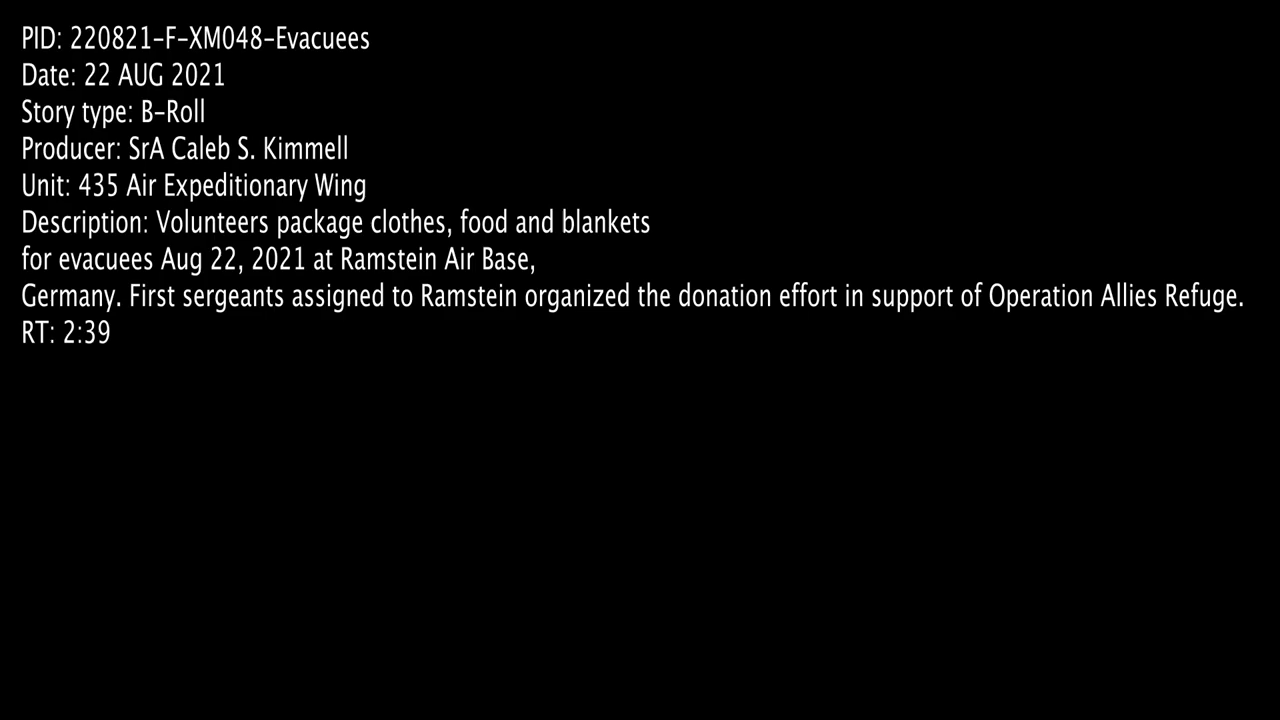 PID: 220821-F-XM048-Evacuees
Date: 22 AUG 2021
Story type: B-Roll
Producer: SrA Caleb S. Kimmell
Unit: 435 Air Expeditionary Wing
Description: Volunteers package clothes, food and blankets
for evacuees Aug 22, 2021 at Ramstein Air Base,
Germany. First sergeants assigned to Ramstein organized the donation effort in support of Operation Allies Refuge.
RT: 2:39